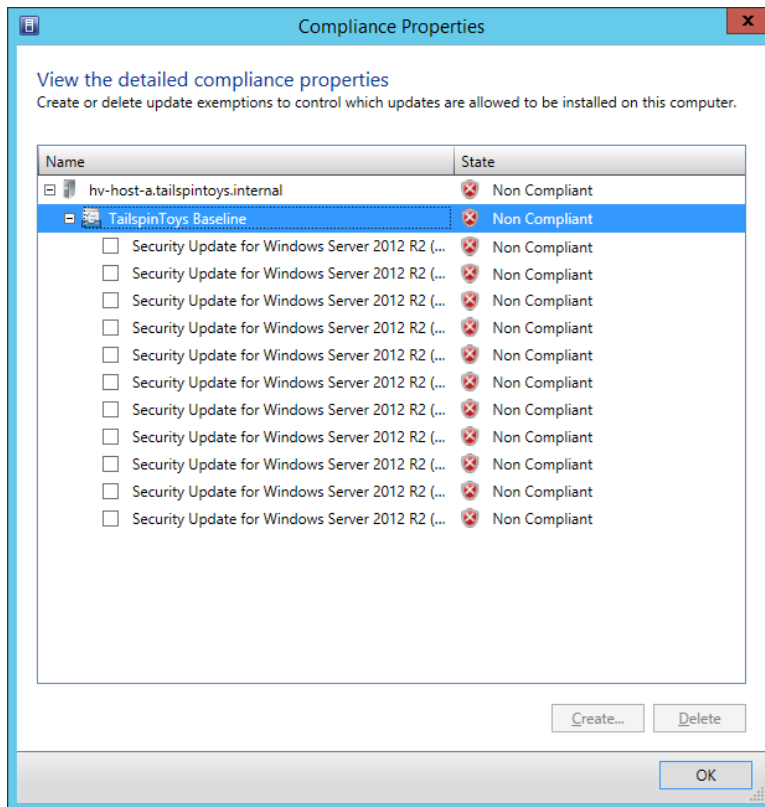 Compliance Properties
x
View the detailed compliance properties
Create or delete update exemptions to control which updates are allowed to be installed on this computer.
Name State
hv-host-a.tailspintoys.internal Non Compliant
TailspinToys Baseline Non Compliant
Security Update for Windows Server 2012 R2 (... Non Compliant
Security Update for Windows Server 2012 R2 (... Non Compliant
Security Update for Windows Server 2012 R2 (... Non Compliant
Security Update for Windows Server 2012 R2 (... Non Compliant
Security Update for Windows Server 2012 R2 (... Non Compliant
Security Update for Windows Server 2012 R2 (... Non Compliant
Security Update for Windows Server 2012 R2 (... Non Compliant
Security Update for Windows Server 2012 R2 (... Non Compliant
Security Update for Windows Server 2012 R2 (... Non Compliant
Security Update for Windows Server 2012 R2 (... Non Compliant
Security Update for Windows Server 2012 R2 (... Non Compliant
Create... Delete
OK